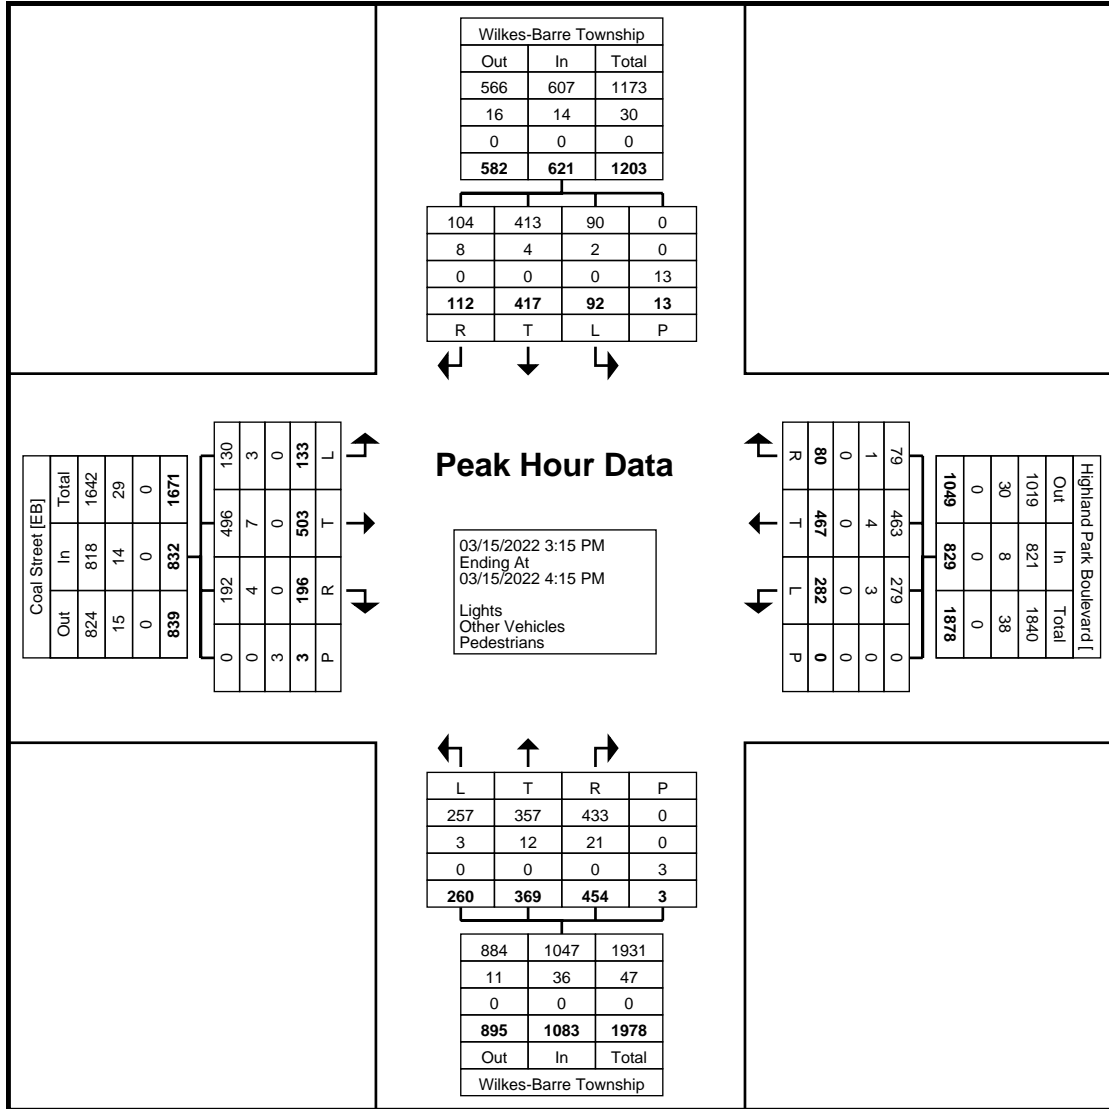 Wilkes-Barre Township
Out In Total
566 607 1173
16 14 30
0 0 0
582 621 1203
104 413 90 0
8 4 2 0
0 0 0 13
112 417 92 13
R T L P
Coal Street [EB]
Total In Out
1642 818 824
29 14 15
0 0 0
1671 832 839
130 496 192 0
3 7 4 0
0 0 0 3
133 503 196 3
L T R P
Peak Hour Data
03/15/2022 3:15 PM
Ending At
03/15/2022 4:15 PM
Lights
Other Vehicles
Pedestrians
Highland Park Boulevard [
Out In Total
1019 821 1840
30 8 38
0 0 0
1049 829 1878
79 463 279 0
1 4 3 0
0 0 0 0
80 467 282 0
R T L P
L T R P
257 357 433 0
3 12 21 0
0 0 0 3
260 369 454 3
884 1047 1931
11 36 47
0 0 0
895 1083 1978
Out In Total
Wilkes-Barre Township